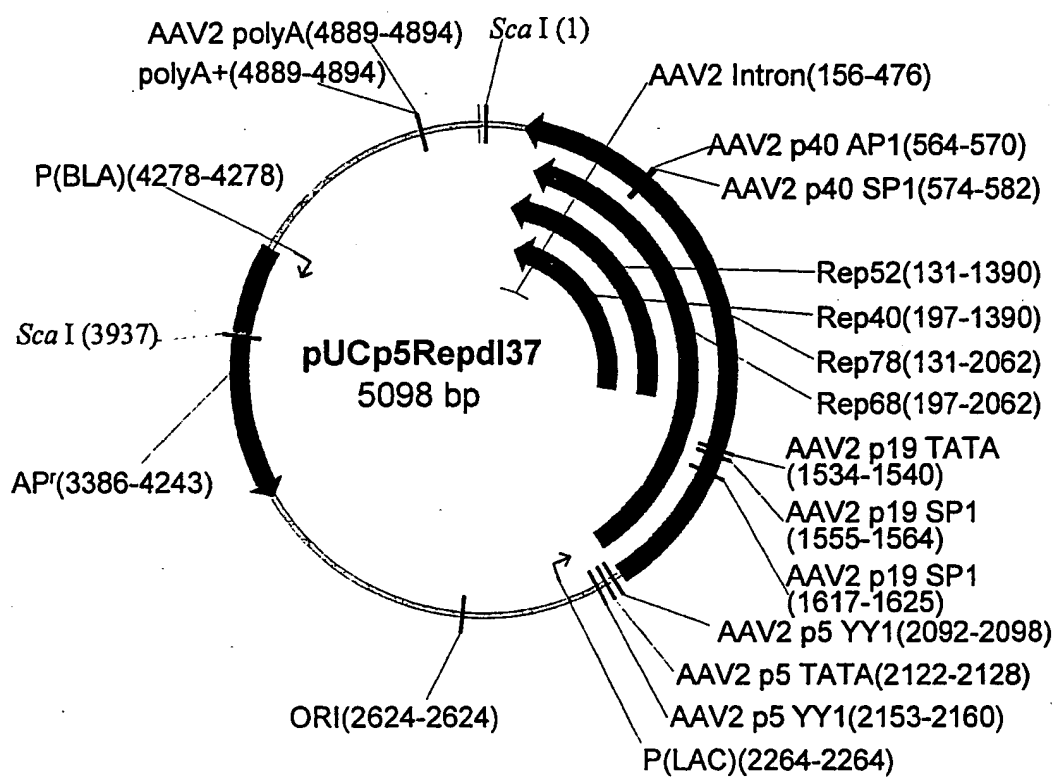 AAV2 polyA(4889-4894)
polyA+(4889-4894)
Sca I (1)
AAV2 Intron(156-476)
AAV2 p40 AP1(564-570)
AAV2 p40 SP1(574-582)
P(BLA)(4278-4278)
Rep52(131-1390)
Rep40(197-1390)
Rep78(131-2062)
Rep68(197-2062)
Sca I (3937)
pUCp5Repdl37
5098 bp
AAV2 p19 TATA
(1534-1540)
APr(3386-4243)
AAV2 p19 SP1
(1555-1564)
AAV2 p19 SP1
(1617-1625)
AAV2 p5 YY1(2092-2098)
AAV2 p5 TATA(2122-2128)
AAV2 p5 YY1(2153-2160)
ORI(2624-2624)
P(LAC)(2264-2264)